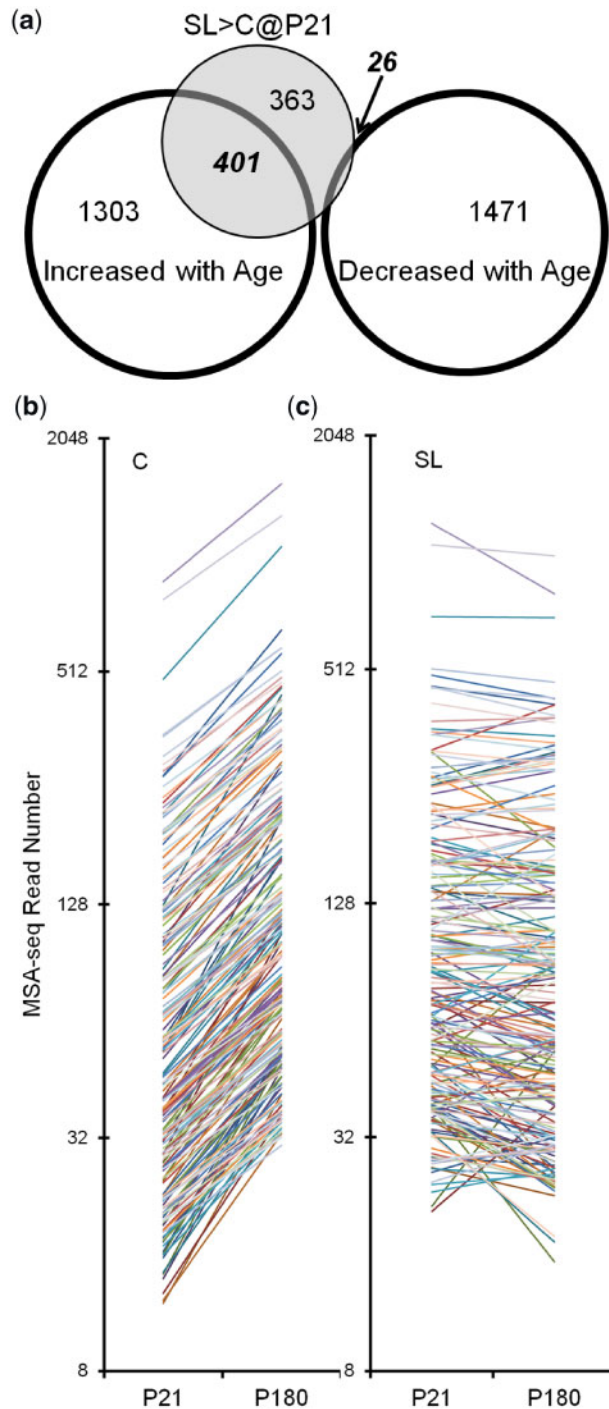 (a)
SL>C@P21
26
363
401
1303
1471
Increased with Age
Decreased with Age
(b)
(c)
2048
C
2048
SL
512
512
MSA-seq Read Number
128
128
32
32
8
8
P21
P180
P21
P180